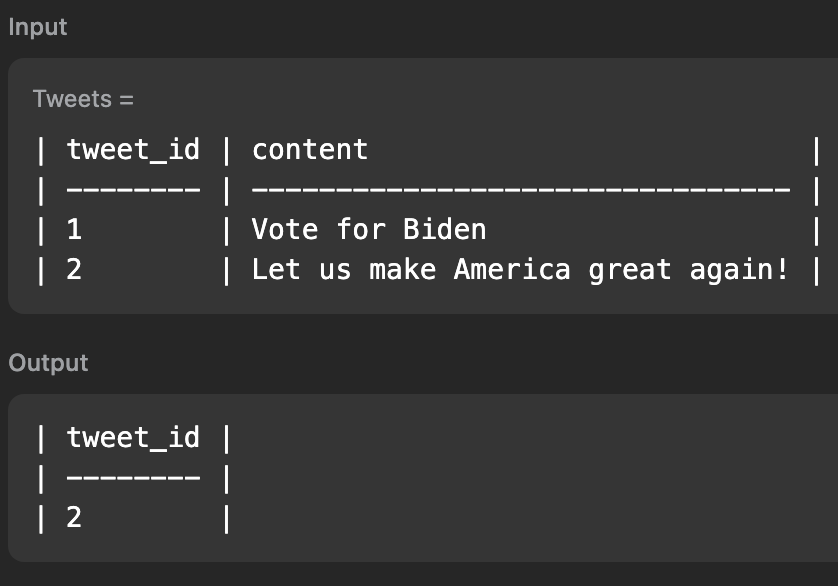 Input
Tweets =
| tweet_id | content                          |
| -------- | -------------------------------- |
| 1        | Vote for Biden                   |
| 2        | Let us make America great again! |
Output
| tweet_id |
| -------- |
| 2        |